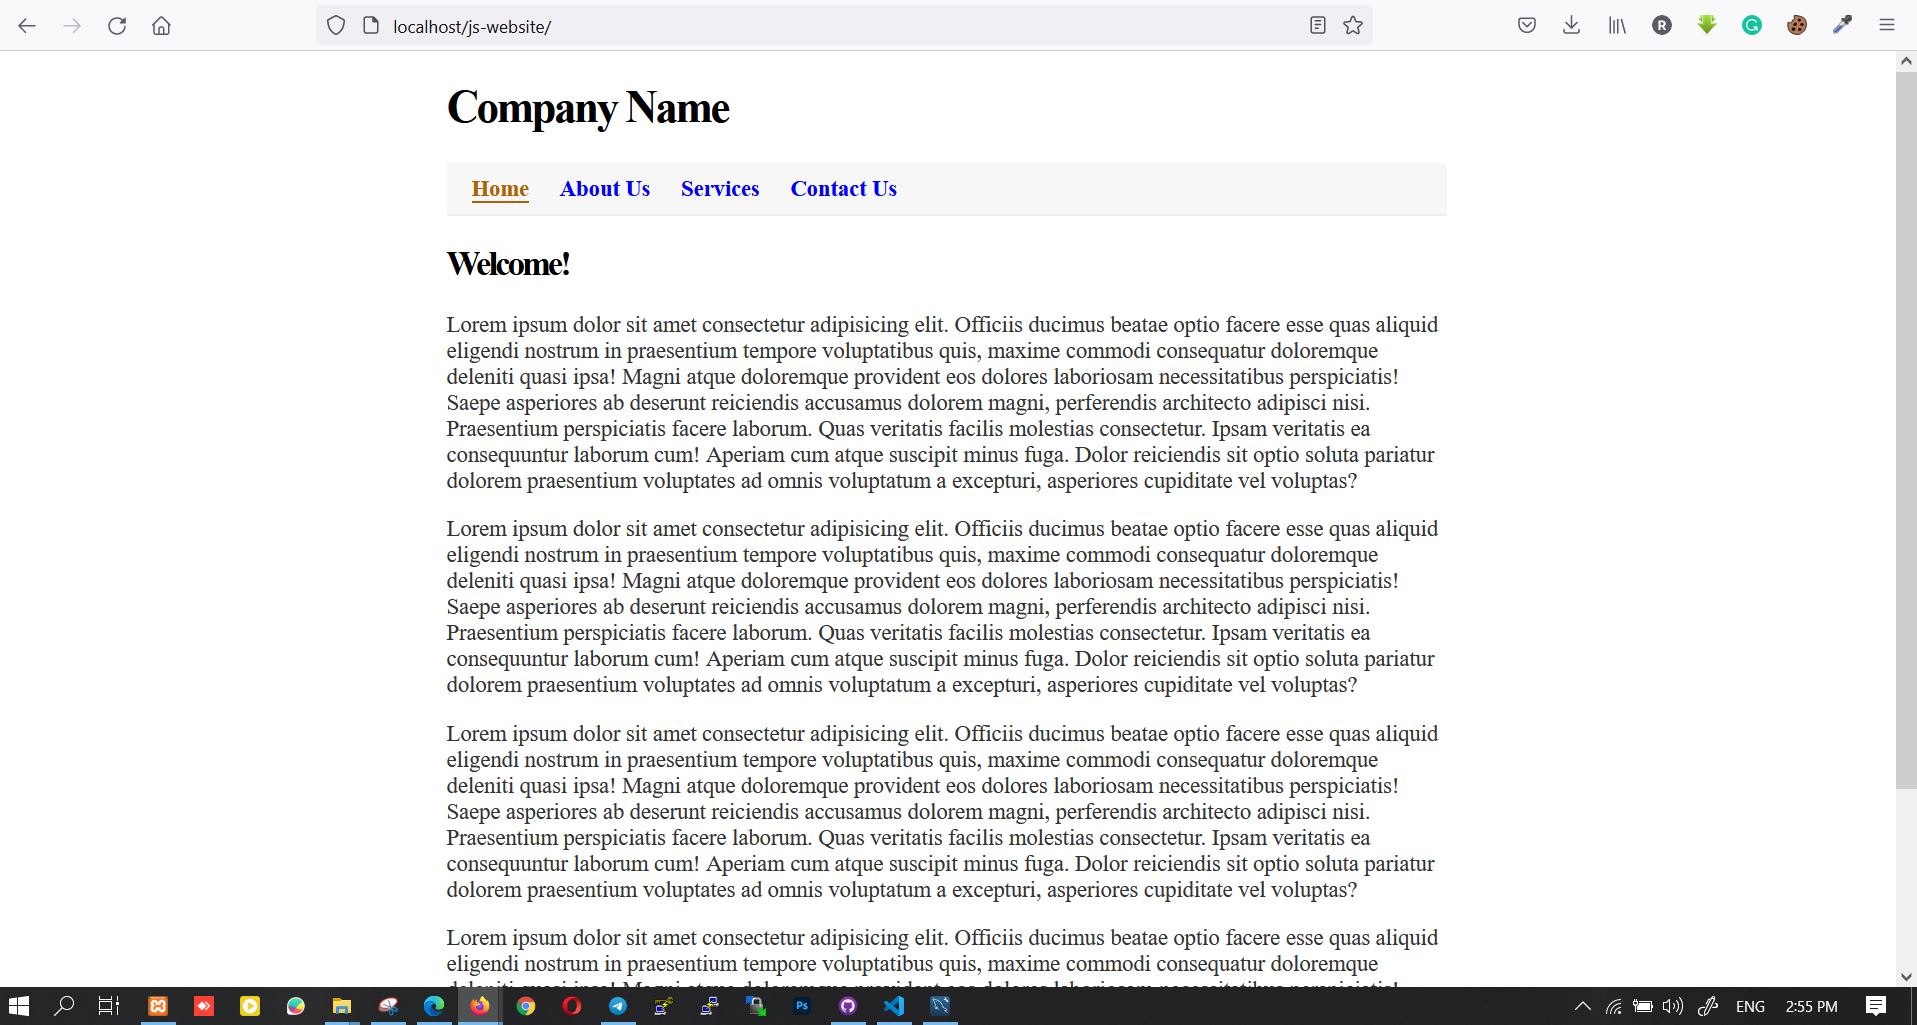 localhost/js-website/
Company Name
Home About Us Services Contact Us
Welcome!
Lorem ipsum dolor sit amet consectetur adipisicing elit. Officiis ducimus beatae optio facere esse quas aliquid
eligendi nostrum in praesentium tempore voluptatibus quis, maxime commodi consequatur doloremque
deleniti quasi ipsa! Magni atque doloremque provident eos dolores laboriosam necessitatibus perspiciatis!
Saepe asperiores ab deserunt reiciendis accusamus dolorem magni, perferendis architecto adipisci nisi.
Praesentium perspiciatis facere laborum. Quas veritatis facilis molestias consectetur. Ipsam veritatis ea
consequuntur laborum cum! Aperiam cum atque suscipit minus fuga. Dolor reiciendis sit optio soluta pariatur
dolorem praesentium voluptates ad omnis voluptatum a excepturi, asperiores cupiditate vel voluptas?
Lorem ipsum dolor sit amet consectetur adipisicing elit. Officiis ducimus beatae optio facere esse quas aliquid
eligendi nostrum in praesentium tempore voluptatibus quis, maxime commodi consequatur doloremque
deleniti quasi ipsa! Magni atque doloremque provident eos dolores laboriosam necessitatibus perspiciatis!
Saepe asperiores ab deserunt reiciendis accusamus dolorem magni, perferendis architecto adipisci nisi.
Praesentium perspiciatis facere laborum. Quas veritatis facilis molestias consectetur. Ipsam veritatis ea
consequuntur laborum cum! Aperiam cum atque suscipit minus fuga. Dolor reiciendis sit optio soluta pariatur
dolorem praesentium voluptates ad omnis voluptatum a excepturi, asperiores cupiditate vel voluptas?
Lorem ipsum dolor sit amet consectetur adipisicing elit. Officiis ducimus beatae optio facere esse quas aliquid
eligendi nostrum in praesentium tempore voluptatibus quis, maxime commodi consequatur doloremque
deleniti quasi ipsa! Magni atque doloremque provident eos dolores laboriosam necessitatibus perspiciatis!
Saepe asperiores ab deserunt reiciendis accusamus dolorem magni, perferendis architecto adipisci nisi.
Praesentium perspiciatis facere laborum. Quas veritatis facilis molestias consectetur. Ipsam veritatis ea
consequuntur laborum cum! Aperiam cum atque suscipit minus fuga. Dolor reiciendis sit optio soluta pariatur
dolorem praesentium voluptates ad omnis voluptatum a excepturi, asperiores cupiditate vel voluptas?
Lorem ipsum dolor sit amet consectetur adipisicing elit. Officiis ducimus beatae optio facere esse quas aliquid
eligendi nostrum in praesentium tempore voluptatibus quis, maxime commodi consequatur doloremque
ENG 2:55 PM